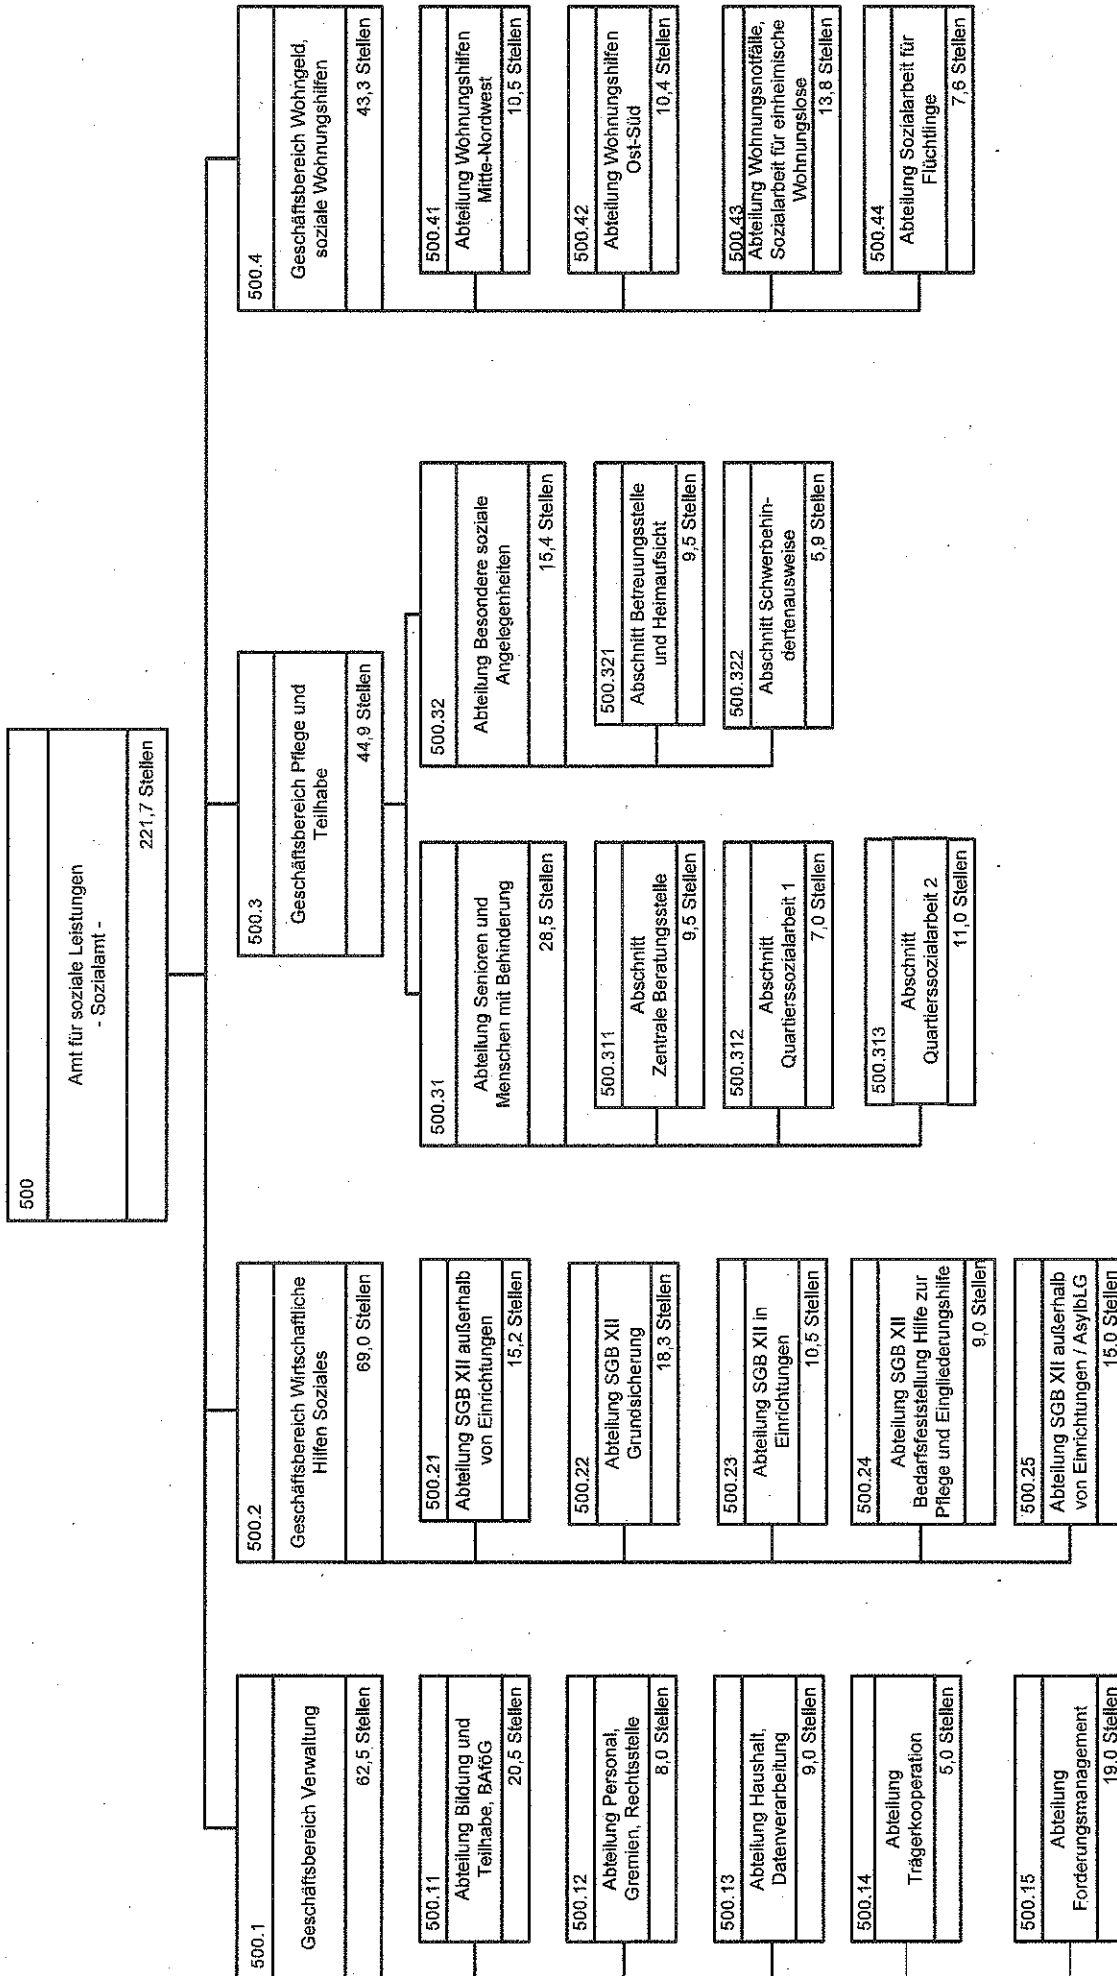 500
Amt für soziale Leistungen
- Sozialamt -
221,7 Stellen
500.1
Geschäftsbereich Verwaltung
62,5 Stellen
500.11
Abteilung Bildung und
Teilhabe, BAföG
20,5 Stellen
500.12
Abteilung Personal,
Gremien, Rechtsstelle
8,0 Stellen
500.13
Abteilung Haushalt,
Datenverarbeitung
9,0 Stellen
500.14
Abteilung
Trägerkooperation
5,0 Stellen
500.15
Abteilung
Forderungsmanagement
19,0 Stellen
500.2
Geschäftsbereich Wirtschaftliche
Hilfen Soziales
69,0 Stellen
500.21
Abteilung SGB XII außerhalb
von Einrichtungen
15,2 Stellen
500.22
Abteilung SGB XII
Grundsicherung
18,3 Stellen
500.23
Abteilung SGB XII in
Einrichtungen
10,5 Stellen
500.24
Abteilung SGB XII
Bedarfsfeststellung Hilfe zur
Pflege und Eingliederungshilfe
9,0 Stellen
500.25
Abteilung SGB XII außerhalb
von Einrichtungen / AsylbLG
15,0 Stellen
500.3
Geschäftsbereich Pflege und
Teilhabe
44,9 Stellen
500.31
Abteilung Senioren und
Menschen mit Behinderung
28,5 Stellen
500.311
Abschnitt
Zentrale Beratungsstelle
9,5 Stellen
500.312
Abschnitt
Quartierssozialarbeit 1
7,0 Stellen
500.313
Abschnitt
Quartierssozialarbeit 2
11,0 Stellen
500.32
Abteilung Besondere soziale
Angelegenheiten
15,4 Stellen
500.321
Abschnitt Betreuungsstelle
und Heimaufsicht
9,5 Stellen
500.322
Abschnitt Schwerbehin-
dertenausweise
5,9 Stellen
500.4
Geschäftsbereich Wohngeld,
soziale Wohnungshilfen
43,3 Stellen
500.41
Abteilung Wohnungshilfen
Mitte-Nordwest
10,5 Stellen
500.42
Abteilung Wohnungshilfen
Ost-Süd
10,4 Stellen
500.43
Abteilung Wohnungsnotfälle,
Sozialarbeit für einheimische
Wohnungslose
13,8 Stellen
500.44
Abteilung Sozialarbeit für
Flüchtlinge
7,6 Stellen